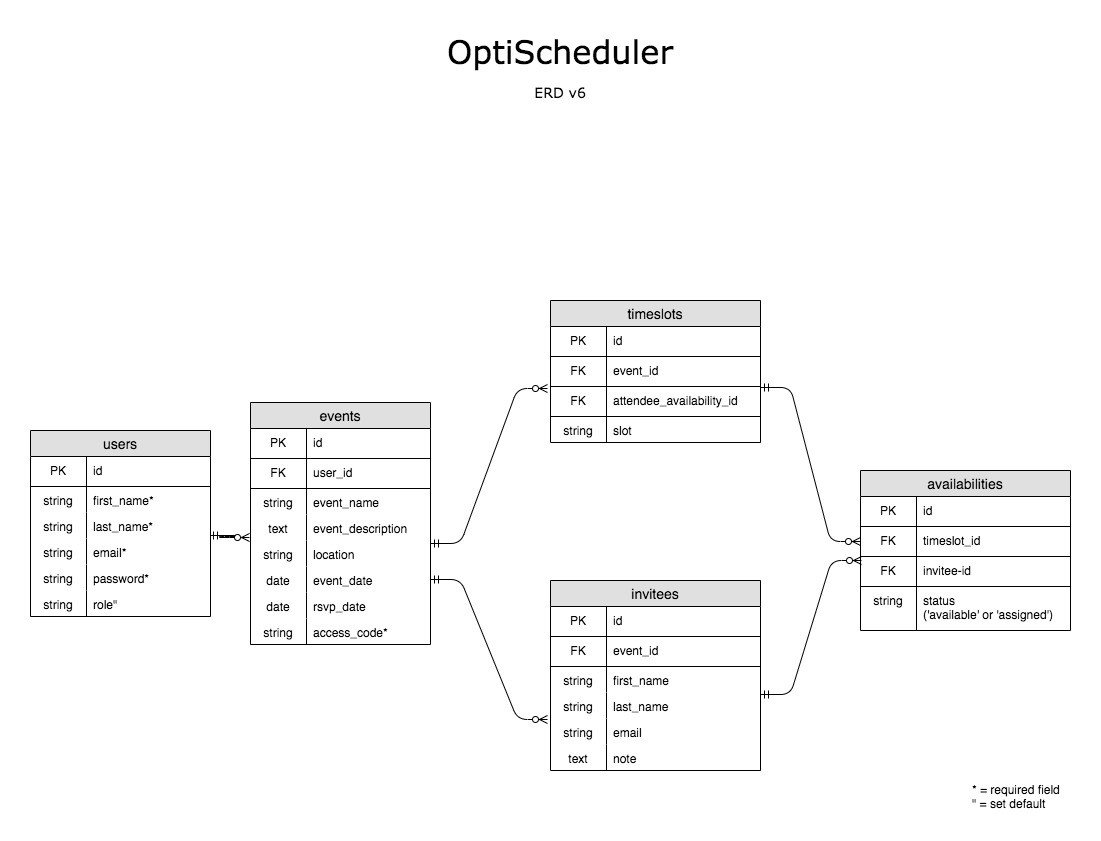 OptiScheduler
ERD v6
users
PK id
string first_name*
string last_name*
string email*
string password*
string role"
events
PK id
FK user_id
string event_name
text event_description
string location
date event_date
date rsvp_date
string access_code*
timeslots
PK id
FK event_id
FK attendee_availability_id
string slot
invitees
PK id
FK event_id
string first_name
string last_name
string email
text note
availabilities
PK id
FK timeslot_id
FK invitee-id
string status
('available' or 'assigned')
* = required field
" = set default